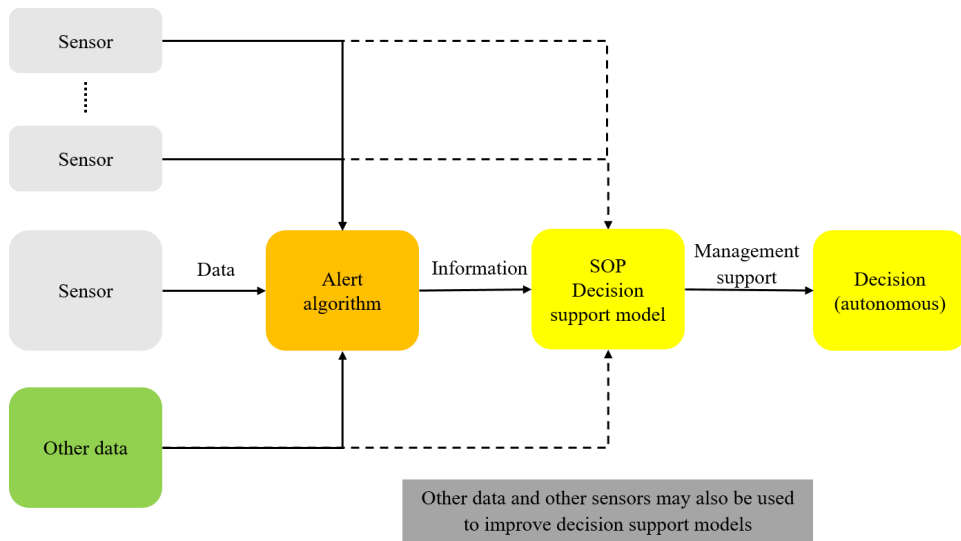 Sensor
Sensor
Sensor
Data
Alert
algorithm
Information
SOP
Decision
support model
Management
support
Decision
(autonomous)
Other data
Other data and other sensors may also be used
to improve decision support models